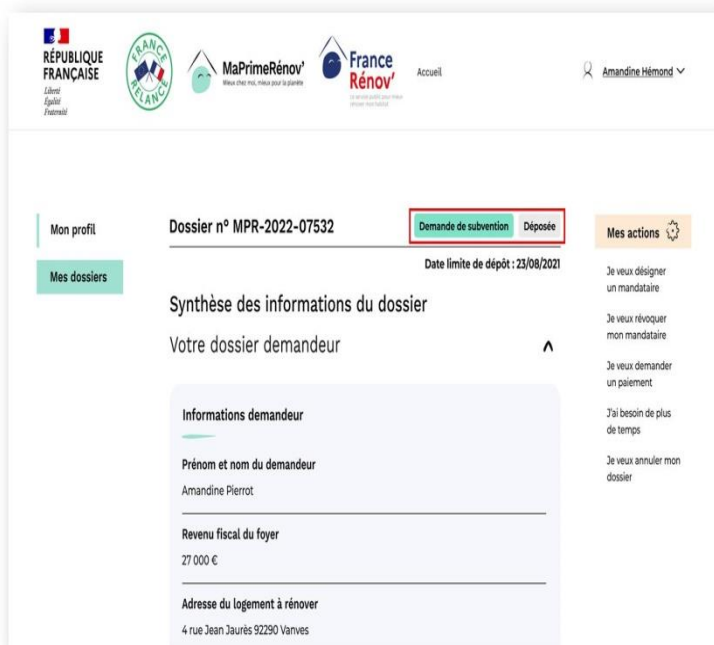 RÉPUBLIQUE
FRANÇAISE
Liberté
Égalité
Fraternité
FRANCE
RELANCE
MaPrimeRénov'
Mieux chez moi, mieux pour la planète
France
Rénov'
Accueil
Amandine Hémond
Mon profil
Mes dossiers
Dossier n° MPR-2022-07532
Demande de subvention
Déposée
Date limite de dépôt : 23/08/2021
Synthèse des informations du dossier
Votre dossier demandeur
Informations demandeur
Prénom et nom du demandeur
Amandine Pierrot
Revenu fiscal du foyer
27 000 €
Adresse du logement à rénover
4 rue Jean Jaurès 92290 Vanves
Mes actions
Je veux désigner
un mandataire
Je veux révoquer
mon mandataire
Je veux demander
un paiement
J'ai besoin de plus
de temps
Je veux annuler mon
dossier